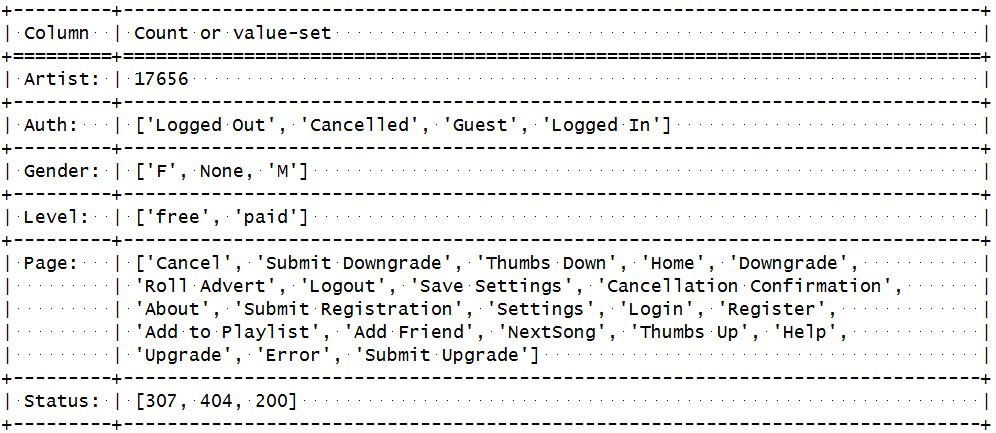 Column Count or value-set
Artist: 17656
Auth: ['Logged Out', 'Cancelled', 'Guest', 'Logged In']
Gender: ['F', None, 'M']
Level: ['free', 'paid']
Page: ['Cancel', 'Submit Downgrade', 'Thumbs Down', 'Home', 'Downgrade',
'Roll Advert', 'Logout', 'Save Settings', 'Cancellation Confirmation',
'About', 'Submit Registration', 'Settings', 'Login', 'Register',
'Add to Playlist', 'Add Friend', 'NextSong', 'Thumbs Up', 'Help',
'Upgrade', 'Error', 'Submit Upgrade']
Status: [307, 404, 200]